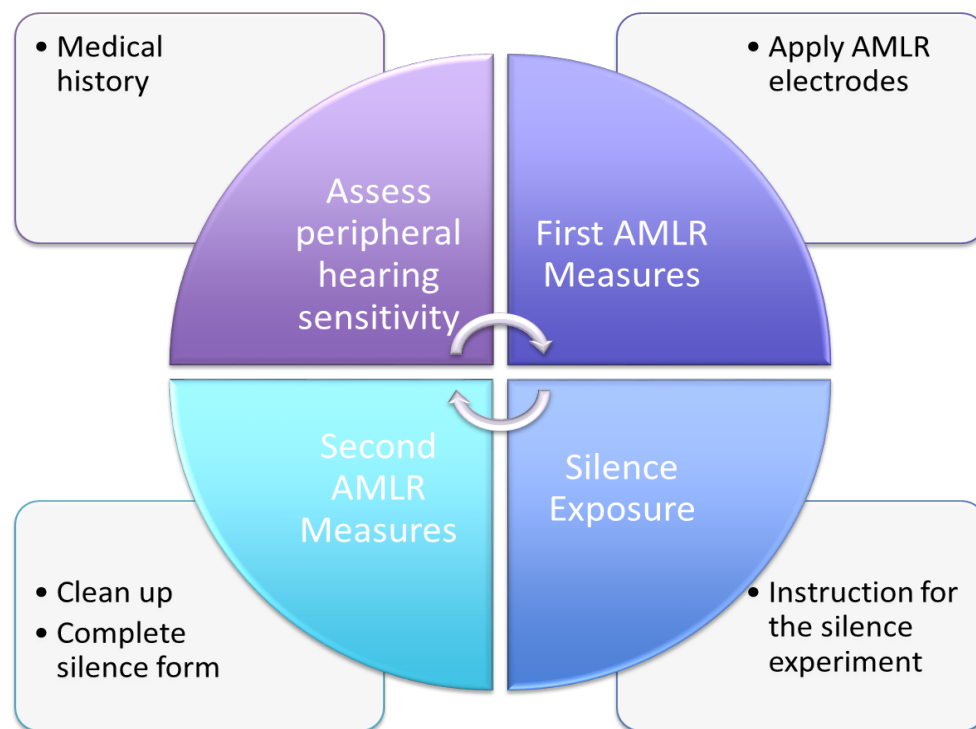 • Medical
history
Assess
peripheral
hearing
sensitivity
First AMLR
Measures
• Apply AMLR
electrodes
Second
AMLR
Measures
• Clean up
• Complete
silence form
Silence
Exposure
• Instruction for
the silence
experiment